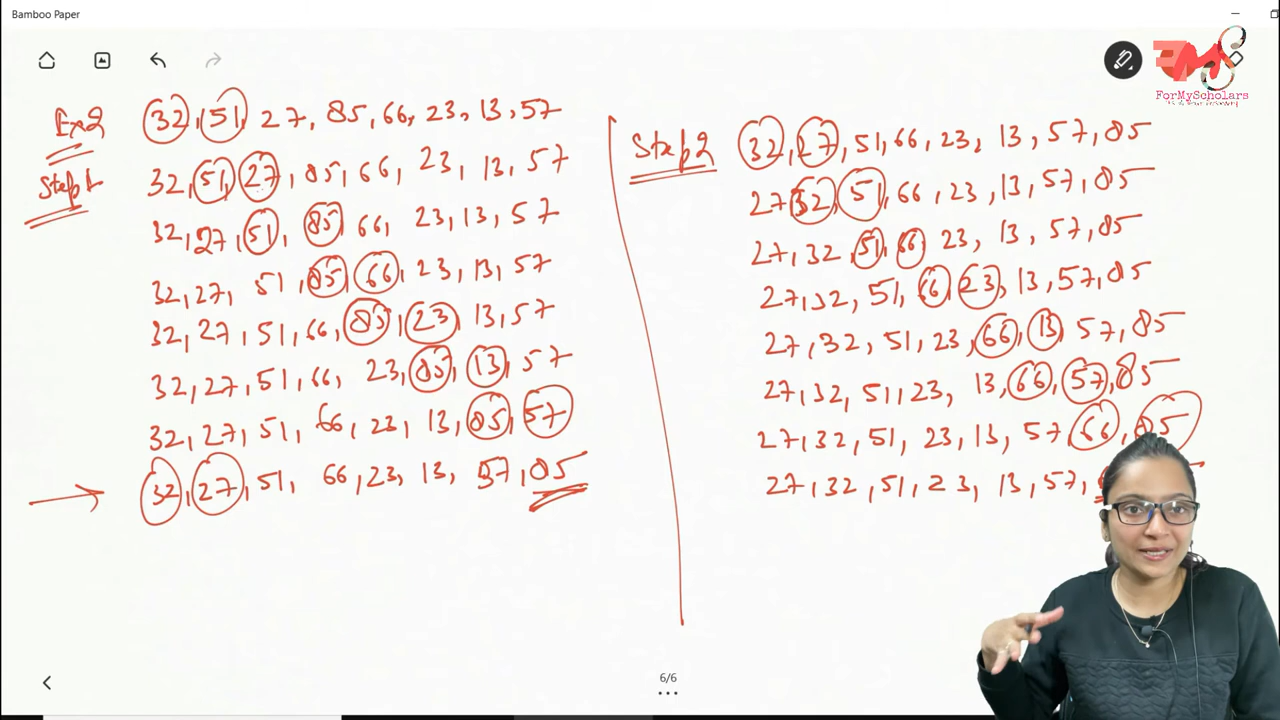 Bamboo Paper
ForMyScholars
Ex2 32, 51, 27, 85, 66, 23, 13, 57
Step 1 32, 51, 27, 85, 66, 23, 13, 57
32, 27, 51, 85, 66, 23, 13, 57
32, 27, 51, 85, 66, 23, 13, 57
32, 27, 51, 66, 85, 23, 13, 57
32, 27, 51, 66, 23, 85, 13, 57
32, 27, 51, 66, 23, 13, 85, 57
32, 27, 51, 66, 23, 13, 57, 85
Step 2 32, 27, 51, 66, 23, 13, 57, 85
27 32, 51, 66, 23, 13, 57, 85
27, 32, 51, 66 23, 13, 57, 85
27, 32, 51, 66, 23, 13, 57, 85
27, 32, 51, 23, 66, 13, 57, 85
27, 32, 51, 23, 13, 66, 57, 85
27, 32, 51, 23, 13, 57, 66, 85
27, 32, 51, 23, 13, 57,
6/6